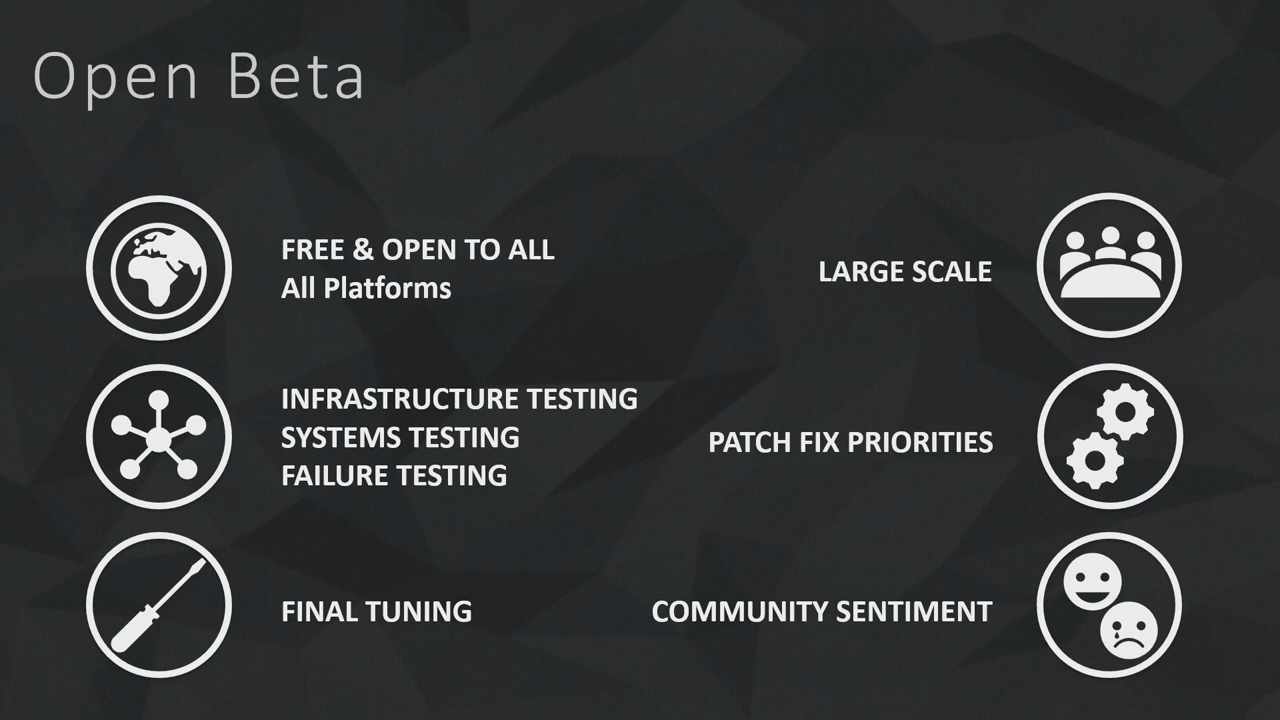 Open Beta
FREE & OPEN TO ALL
All Platforms
LARGE SCALE
INFRASTRUCTURE TESTING
SYSTEMS TESTING
FAILURE TESTING
PATCH FIX PRIORITIES
FINAL TUNING
COMMUNITY SENTIMENT